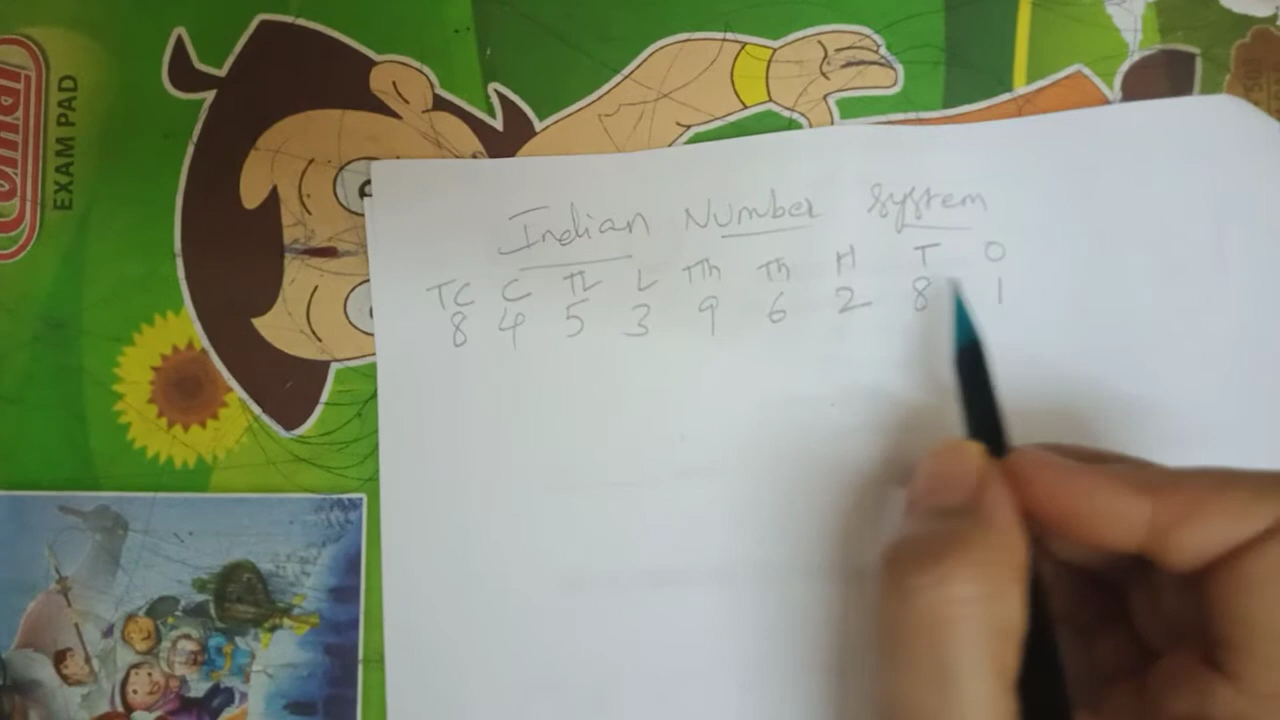 EXAM PAD
Indian Number System
TC C TL L TTh Th H T O
8 4 5 3 9 6 2 8 1